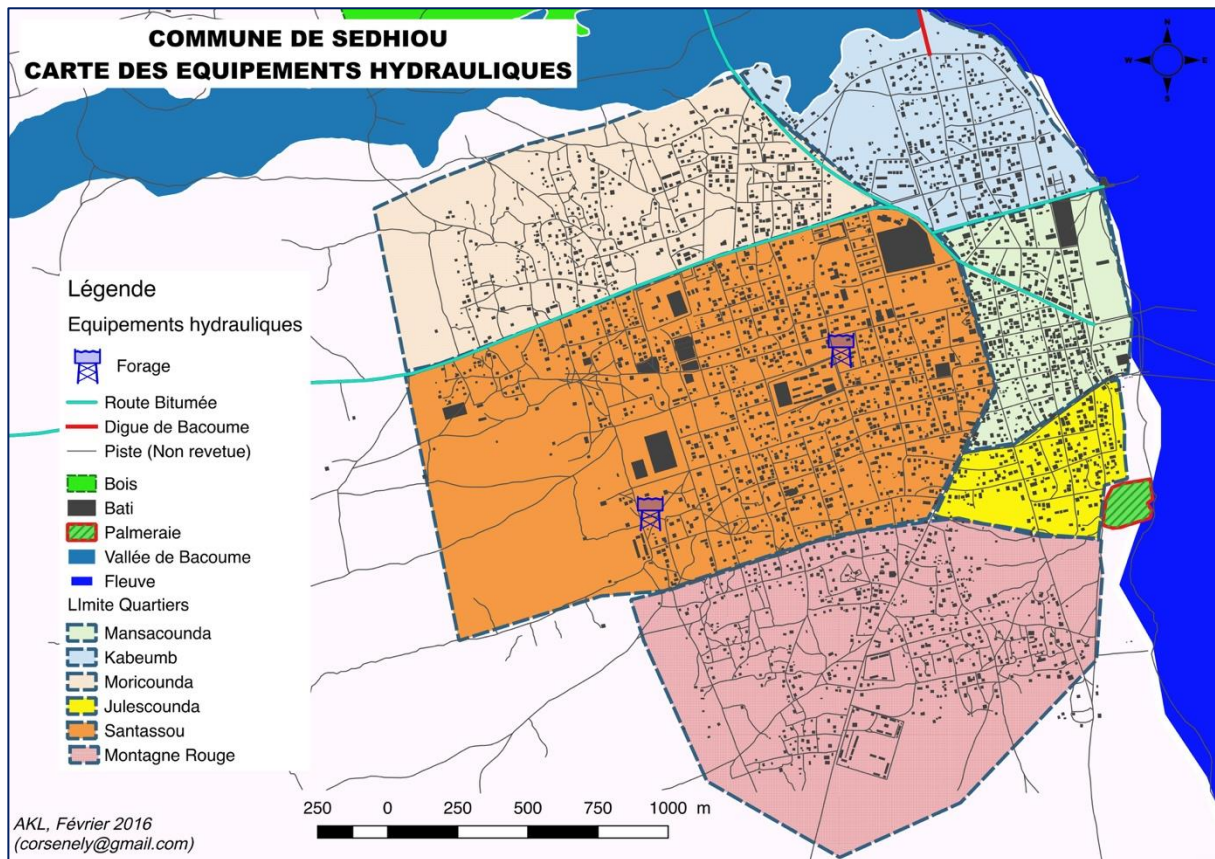 COMMUNE DE SEDHIOU
CARTE DES EQUIPEMENTS HYDRAULIQUES
N
W
E
S
Légende
Equipements hydrauliques
Forage
Route Bitumée
Digue de Bacoume
Piste (Non revetue)
Bois
Bati
Palmeraie
Vallée de Bacoume
Fleuve
LImite Quartiers
Mansacounda
Kabeumb
Moricounda
Julescounda
Santassou
Montagne Rouge
250 0 250 500 750 1000 m
AKL, Février 2016
(corsenely@gmail.com)